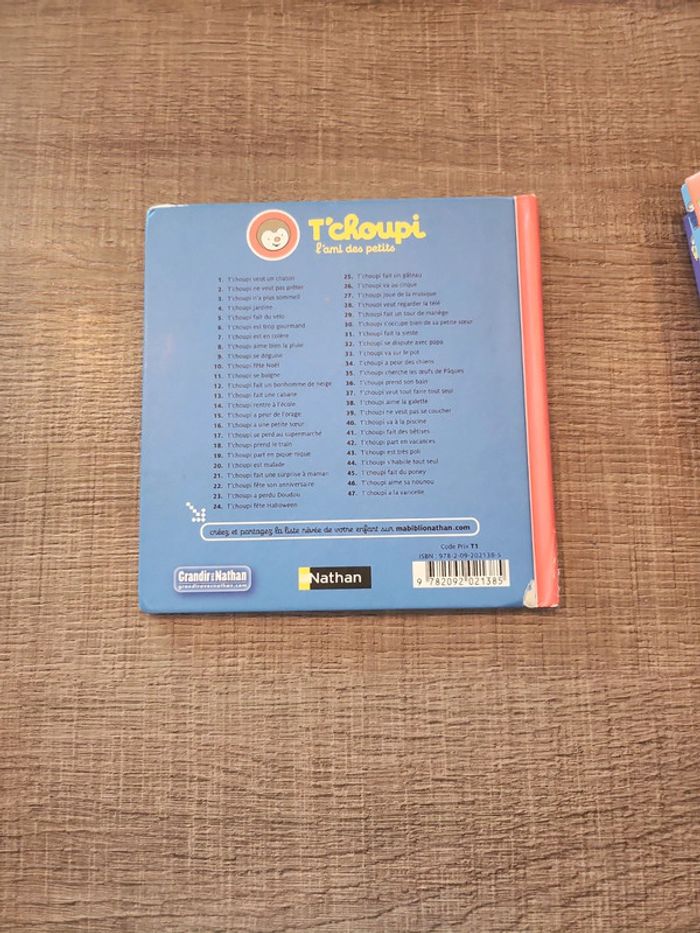 T'choupi
l'ami des petits
1. T'choupi veut un chaton
2. T'choupi ne veut pas prêter
3. T'choupi n'a plus sommeil
4. T'choupi jardine
5. T'choupi fait du vélo
6. T'choupi est trop gourmand
7. T'choupi est en colère
8. T'choupi aime bien la pluie
9. T'choupi se déguise
10. T'choupi fête Noël
11. T'choupi se baigne
12. T'choupi fait un bonhomme de neige
13. T'choupi fait une cabane
14. T'choupi rentre à l'école
15. T'choupi a peur de l'orage
16. T'choupi a une petite sœur
17. T'choupi se perd au supermarché
18. T'choupi prend le train
19. T'choupi part en pique-nique
20. T'choupi est malade
21. T'choupi fait une surprise à maman
22. T'choupi fête son anniversaire
23. T'choupi a perdu Doudou
24. T'choupi fête Halloween
25. T'choupi fait un gâteau
26. T'choupi va au cirque
27. T'choupi joue de la musique
28. T'choupi veut regarder la télé
29. T'choupi fait un tour de manège
30. T'choupi s'occupe bien de sa petite sœur
31. T'choupi fait la sieste
32. T'choupi se dispute avec papa
33. T'choupi va sur le pot
34. T'choupi a peur des chiens
35. T'choupi cherche les œufs de Pâques
36. T'choupi prend son bain
37. T'choupi veut tout faire tout seul
38. T'choupi aime la galette
39. T'choupi ne veut pas se coucher
40. T'choupi va à la piscine
41. T'choupi fait des bêtises
42. T'choupi part en vacances
43. T'choupi est très poli
44. T'choupi s'habille tout seul
45. T'choupi fait du poney
46. T'choupi aime sa nounou
47. T'choupi a la varicelle
créez et partagez la liste rêvée de votre enfant sur mabiblionathan.com
Code Prix T1
ISBN : 978-2-09-202138-5
9 782092 021385
Grandir avec Nathan
grandiravecnathan.com
Nathan